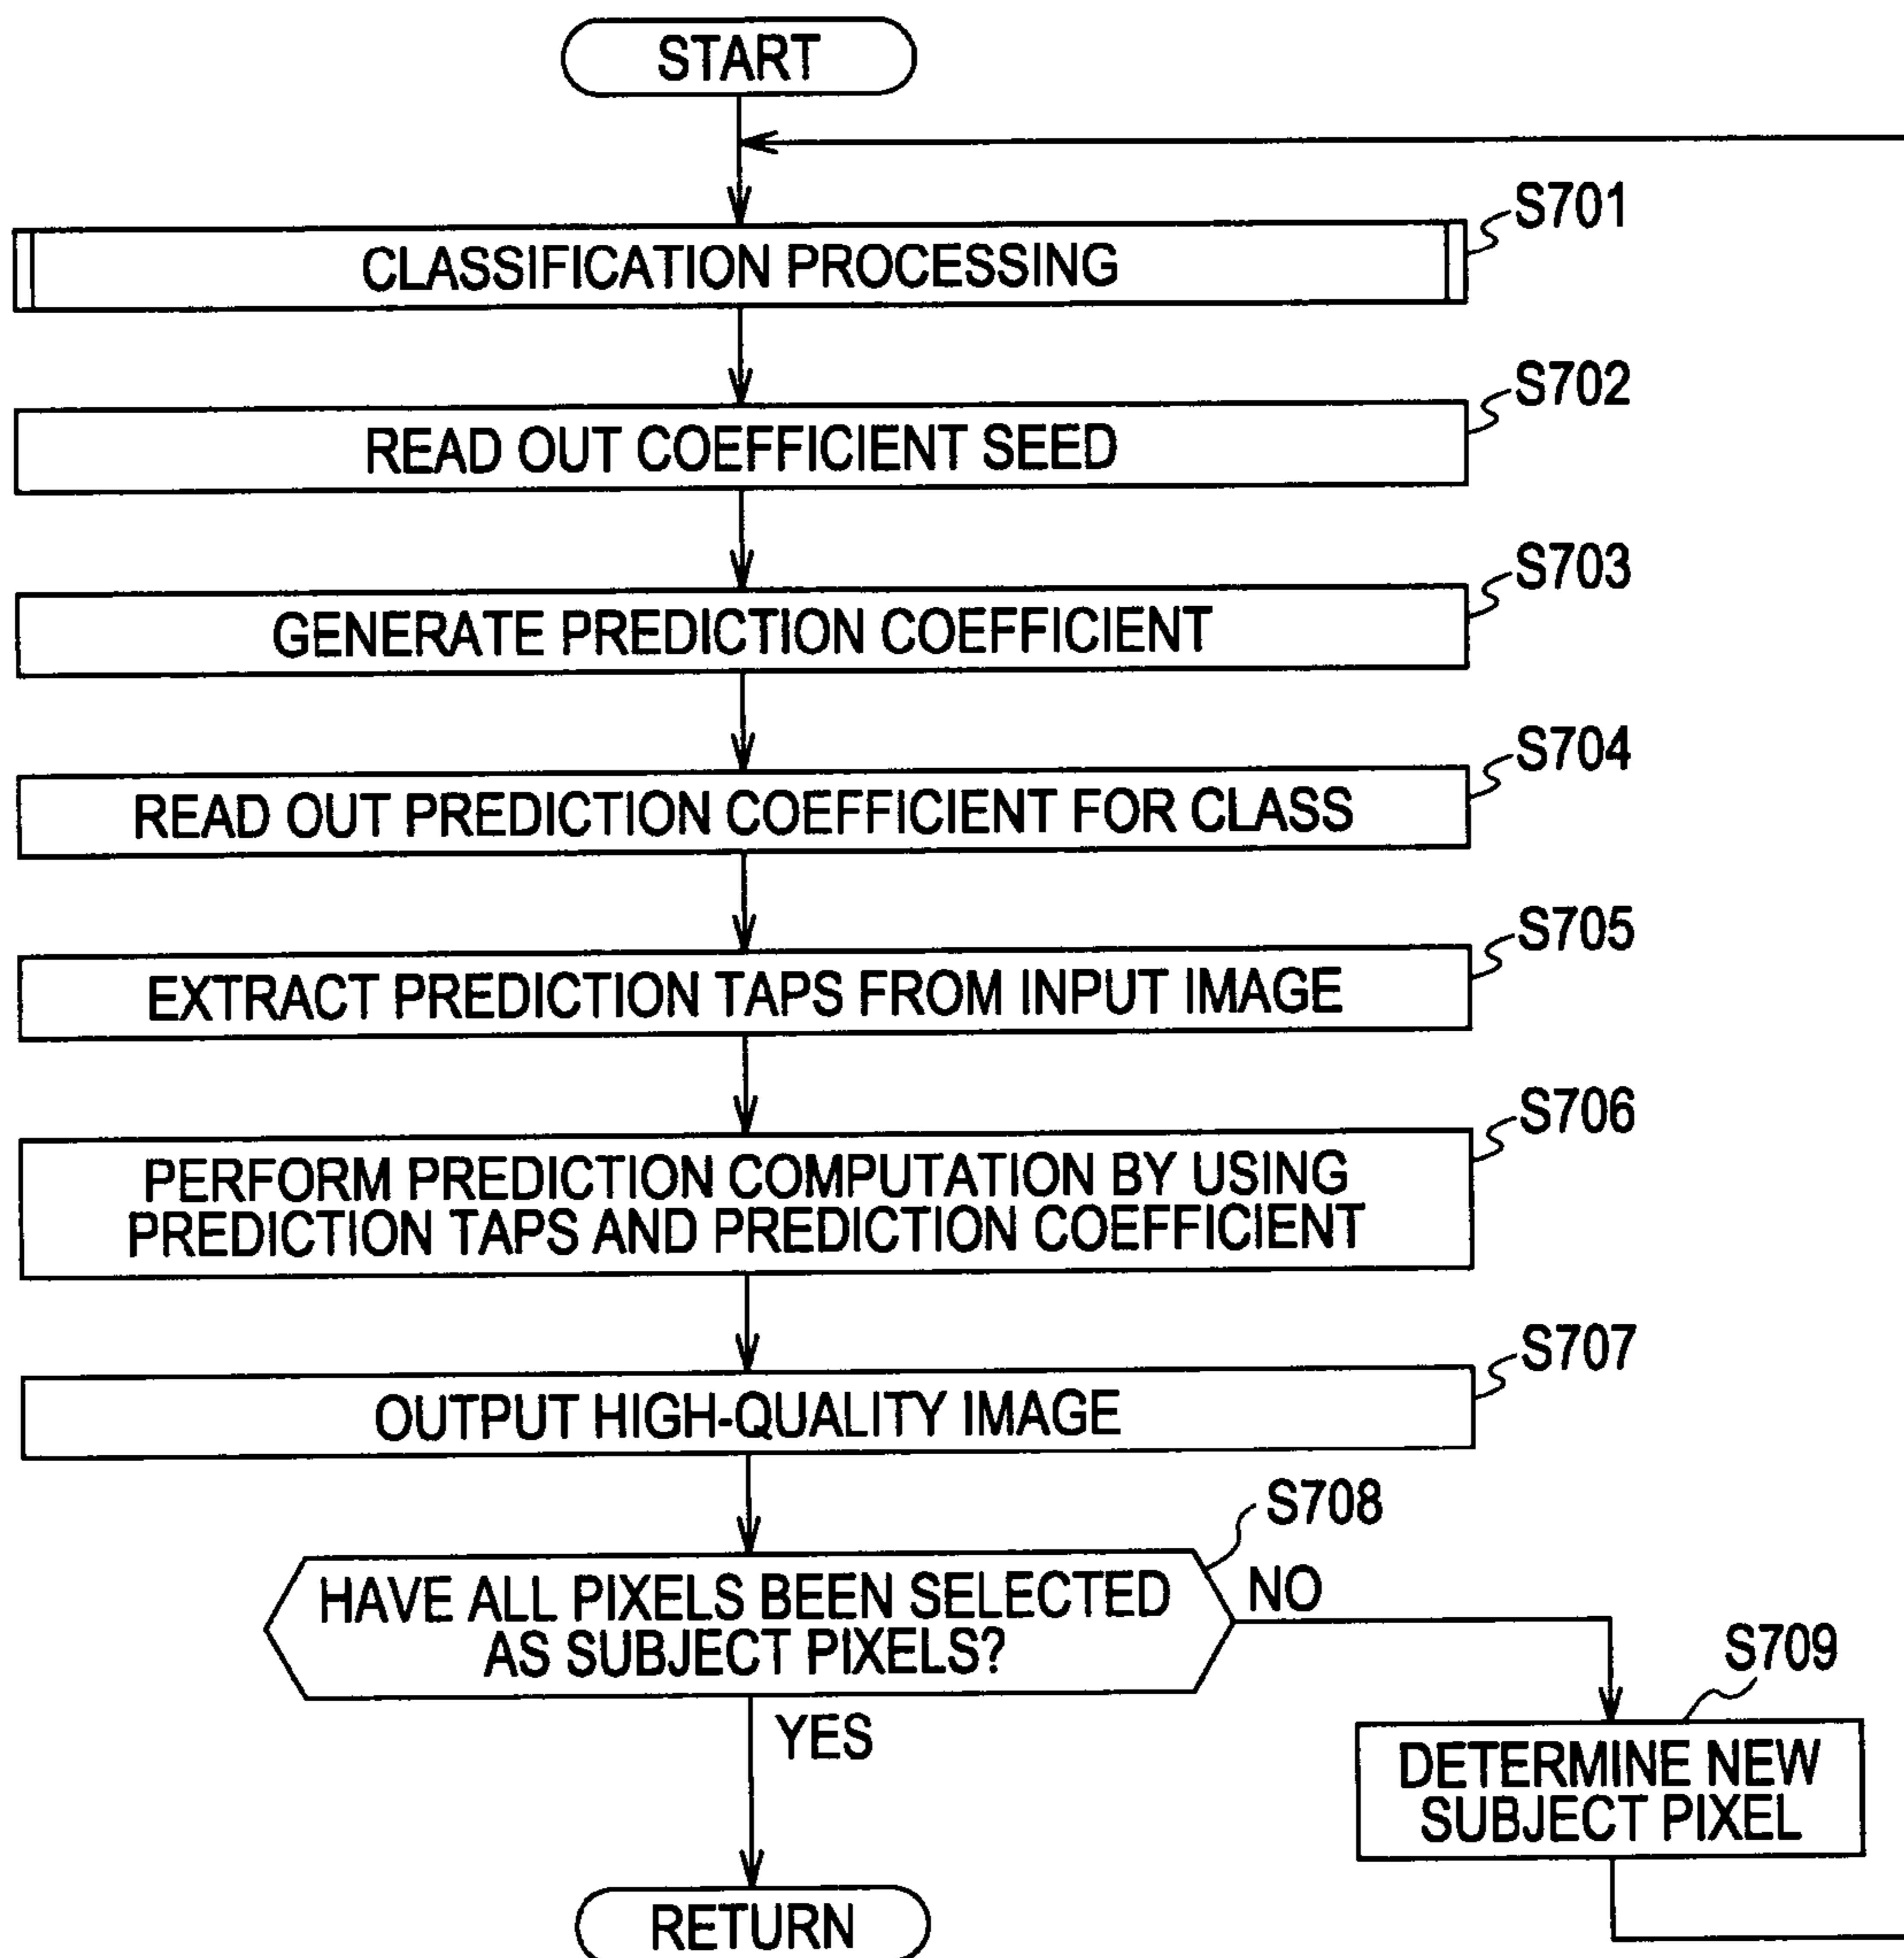 START
S701
CLASSIFICATION PROCESSING
S702
READ OUT COEFFICIENT SEED
S703
GENERATE PREDICTION COEFFICIENT
S704
READ OUT PREDICTION COEFFICIENT FOR CLASS
S705
EXTRACT PREDICTION TAPS FROM INPUT IMAGE
S706
PERFORM PREDICTION COMPUTATION BY USING
PREDICTION TAPS AND PREDICTION COEFFICIENT
S707
OUTPUT HIGH-QUALITY IMAGE
S708
HAVE ALL PIXELS BEEN SELECTED
AS SUBJECT PIXELS?
NO
S709
YES
DETERMINE NEW
SUBJECT PIXEL
RETURN